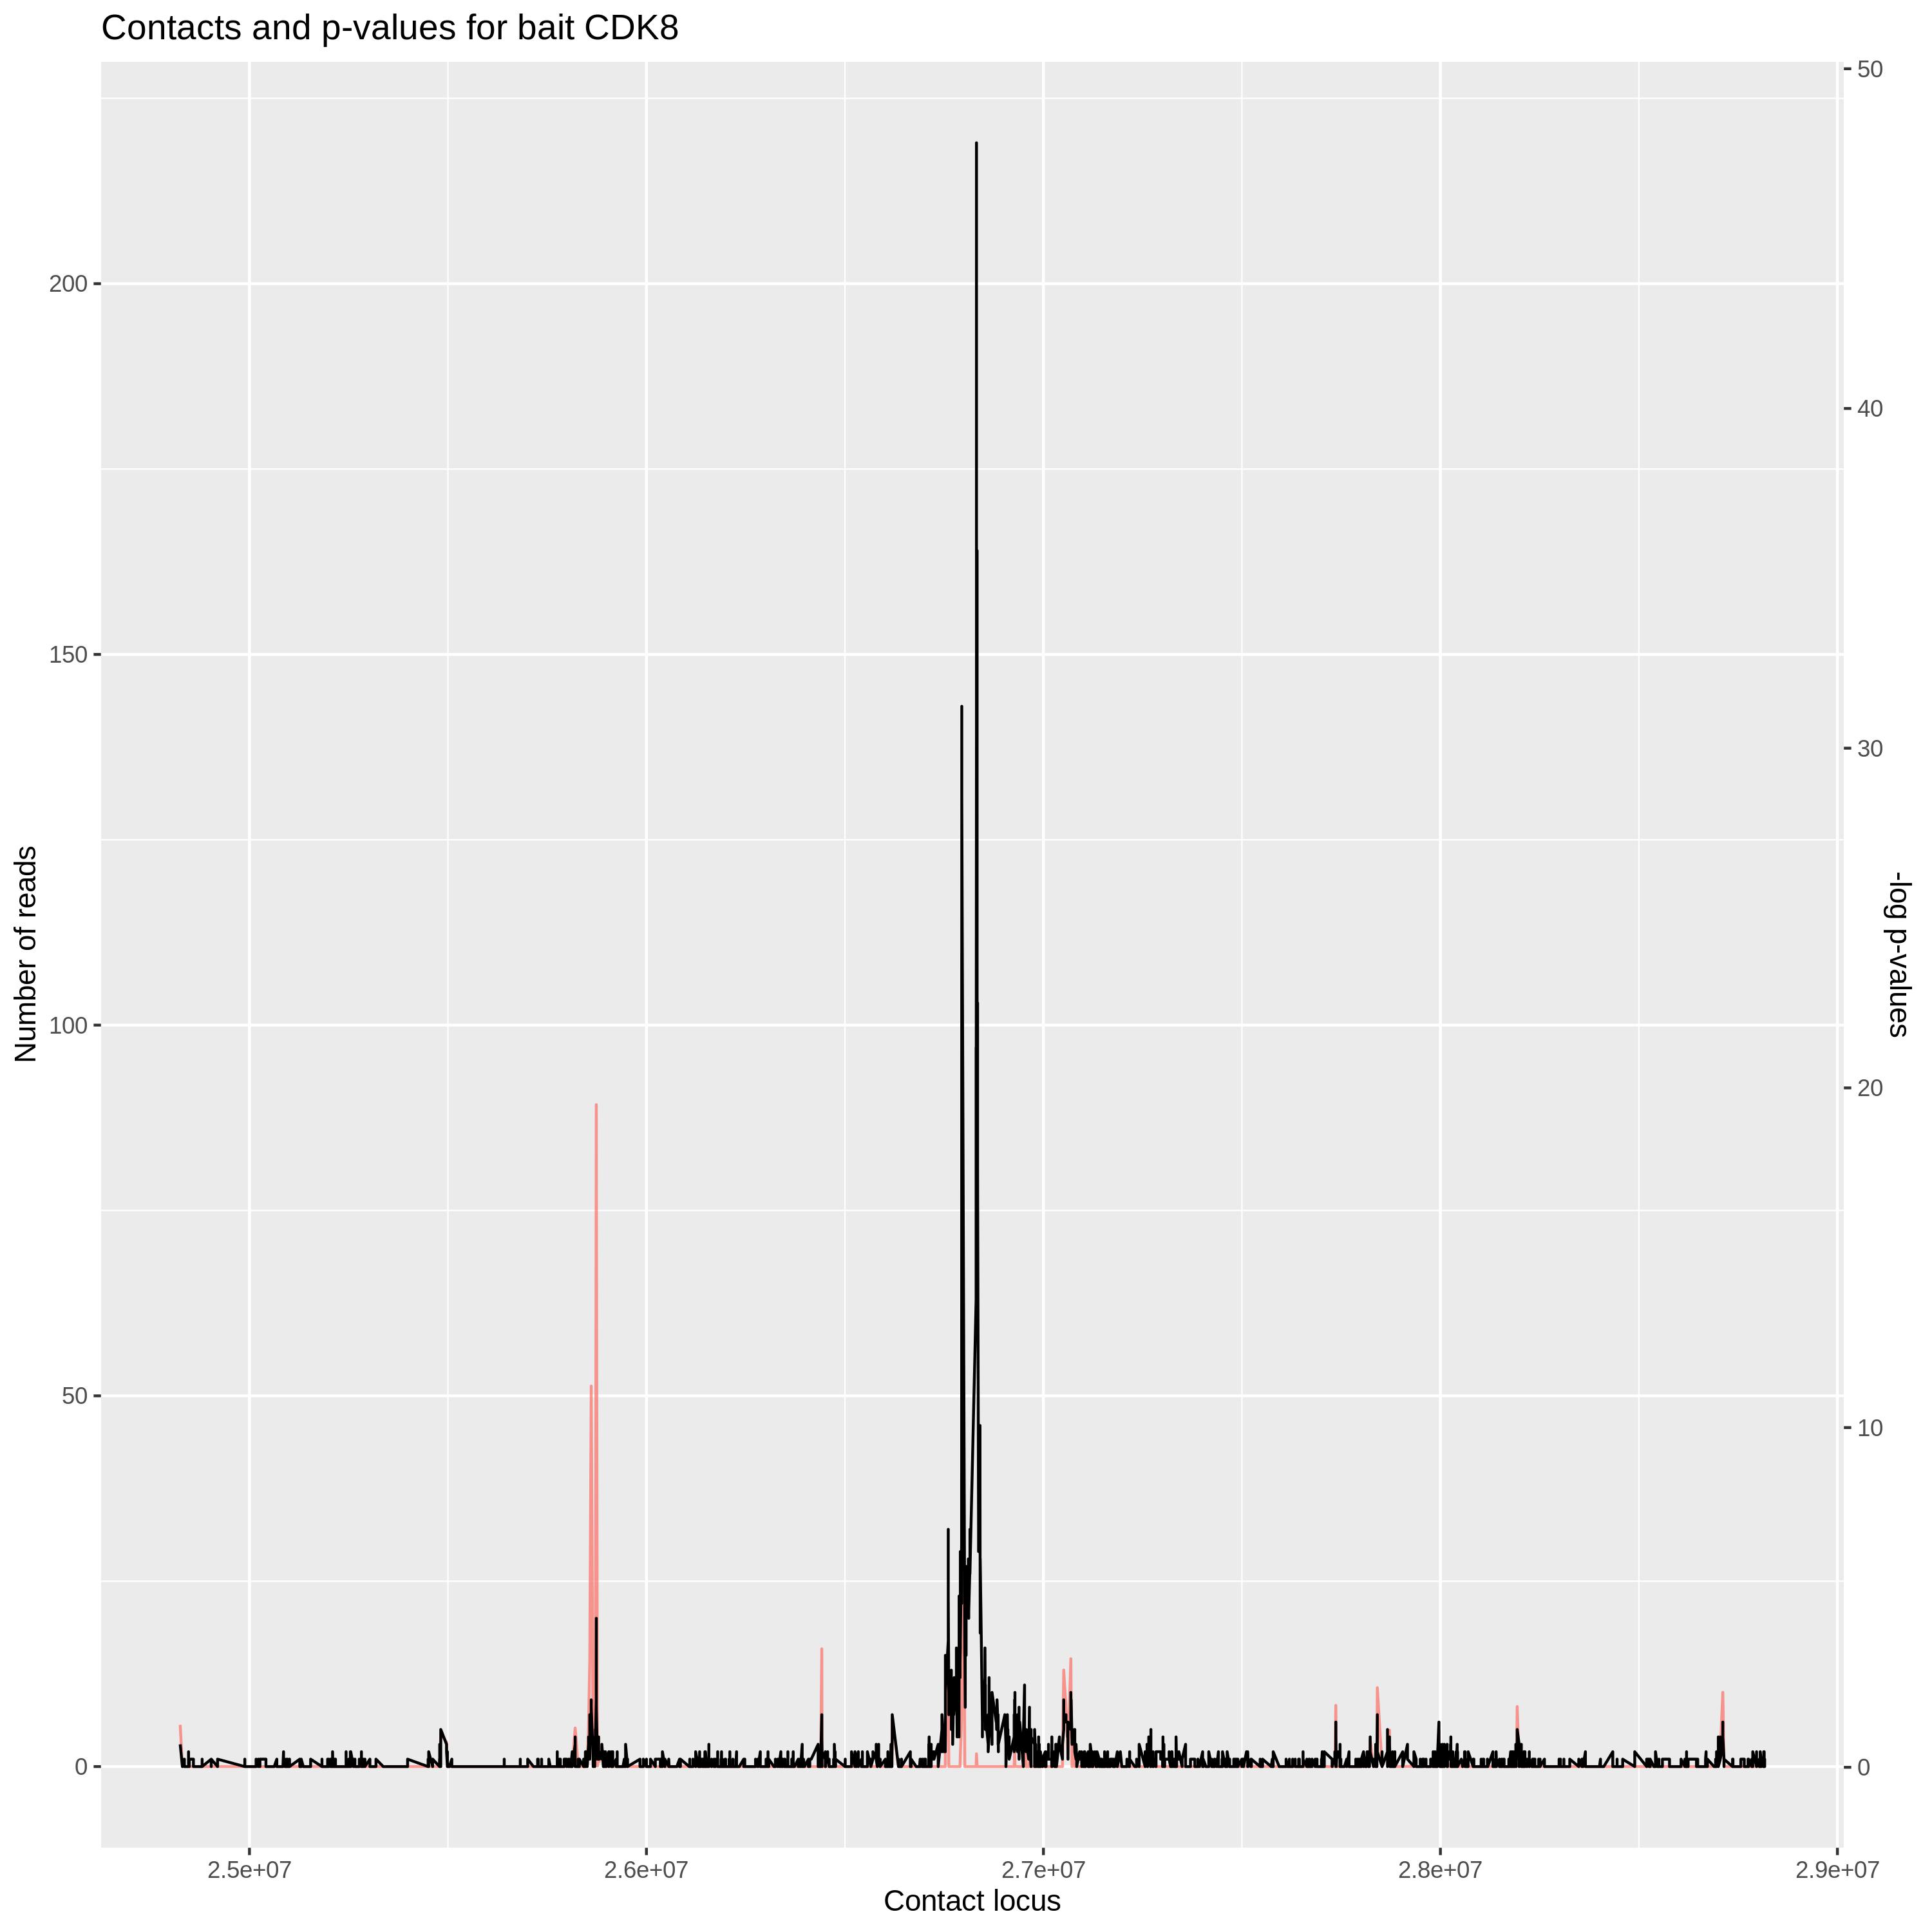 Contacts and p-values for bait CDK8
50
200
40
150
30
Number of reads
-log p-values
100
20
50
10
0
0
2.5e+07
2.6e+07
2.7e+07
2.8e+07
2.9e+07
Contact locus